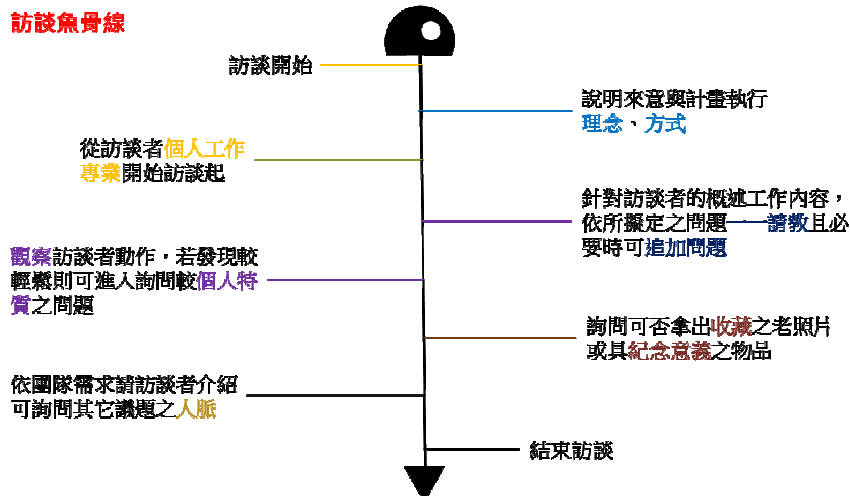 訪談魚骨線
訪談開始
說明來意與計畫執行
理念、方式
從訪談者個人工作
專業開始訪談起
針對訪談者的概述工作內容，
依所擬定之問題一一請教且必
要時可追加問題
觀察訪談者動作，若發現較
輕鬆則可進入詢問較個人特
質之問題
詢問可否拿出收藏之老照片
或具紀念意義之物品
依團隊需求請訪談者介紹
可詢問其它議題之人脈
結束訪談